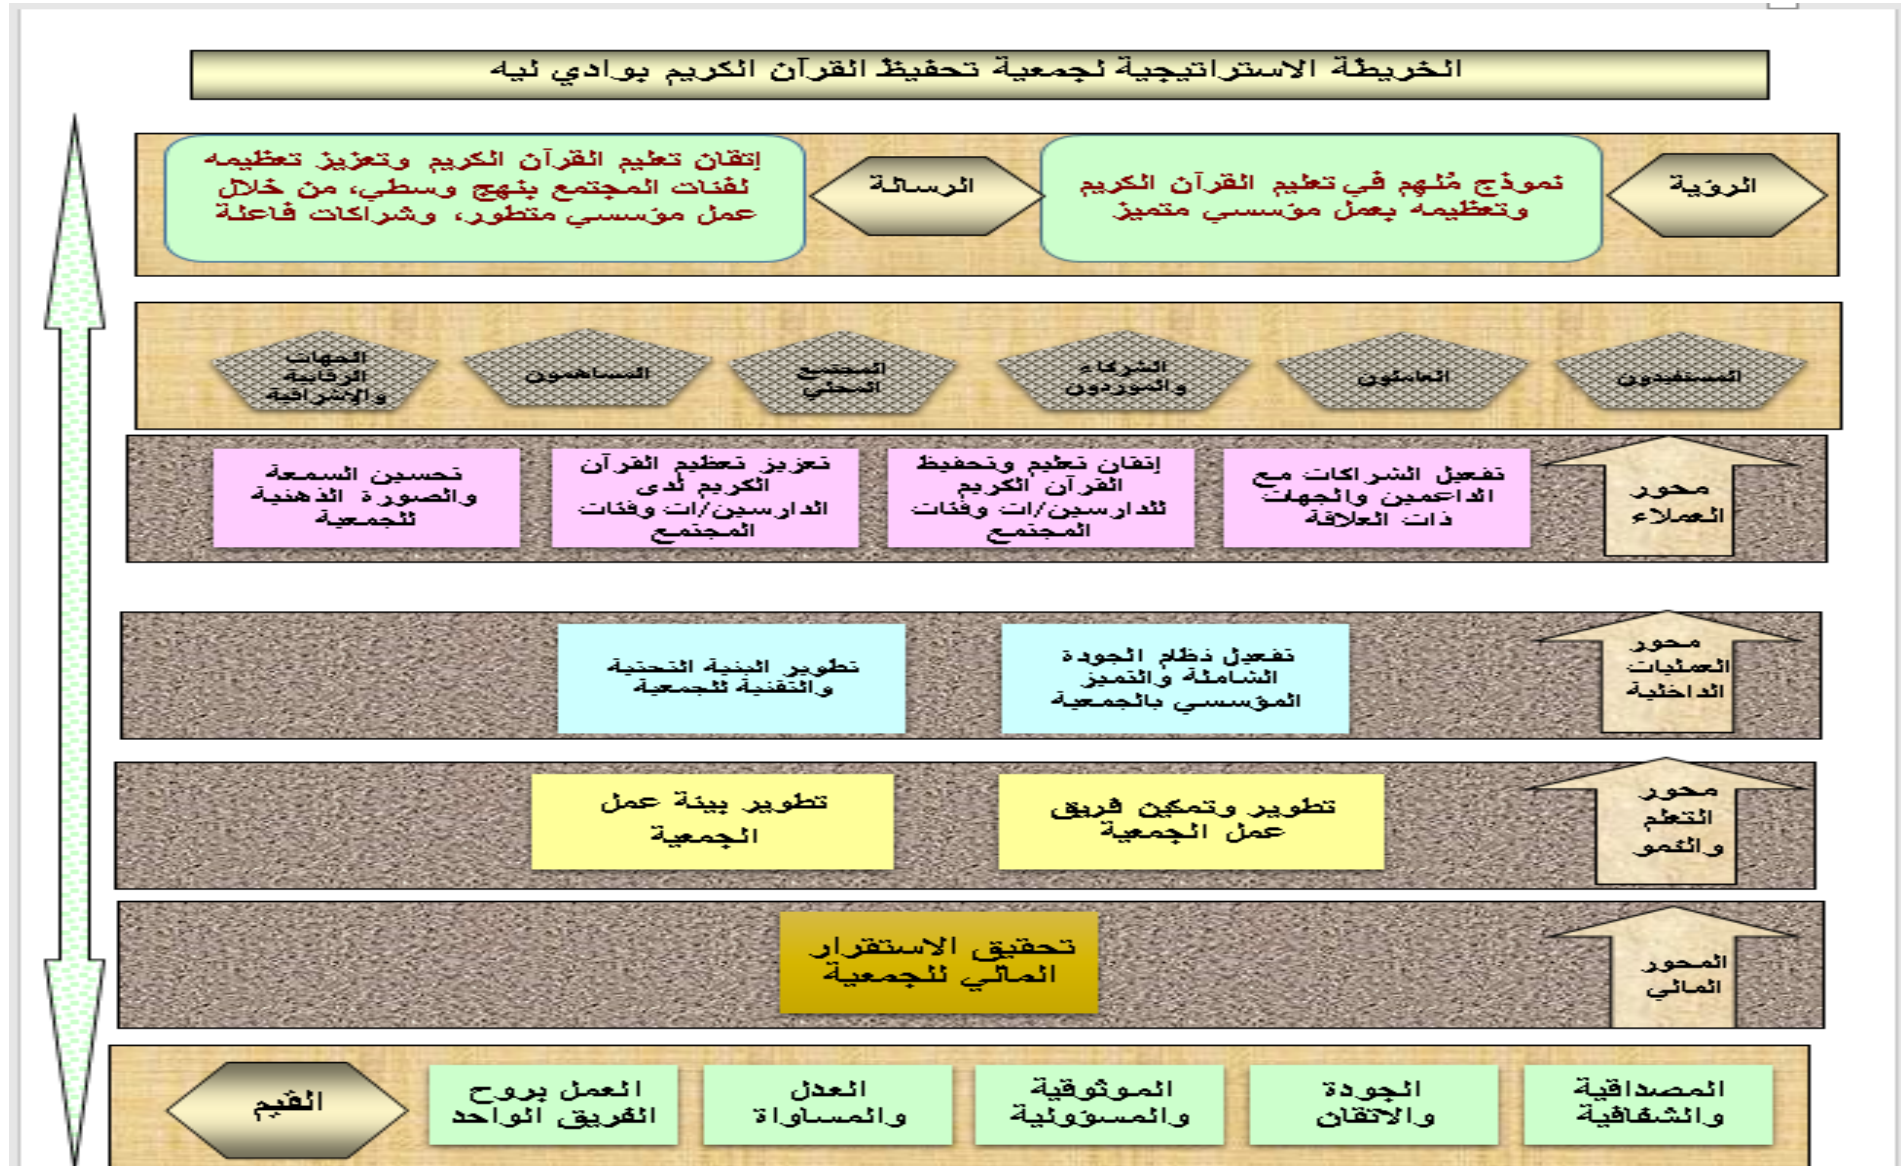 الخريطة الاستراتيجية لجمعية تحفيظ القرآن الكريم بوادي ليه
الرؤية
نموذج مُلهم في تعليم القرآن الكريم
وتعظيمه بعمل مؤسسي متميز
الرسالة
إتقان تعليم القرآن الكريم وتعزيز تعظيمه
لفئات المجتمع بنهج وسطي، من خلال
عمل مؤسسي متطور، وشراكات فاعلة
المستفيدون
العاملون
الشركاء
والموردون
المجتمع
المحلي
المساهمون
الجهات
الرقابية
والإشرافية
محور
العملاء
تفعيل الشراكات مع
الداعمين والجهات
ذات العلاقة
إتقان تعليم وتحفيظ
القرآن الكريم
للدارسين/ات وفئات
المجتمع
تعزيز تعظيم القرآن
الكريم لدى
الدارسين/ات وفئات
المجتمع
تحسين السمعة
والصورة الذهنية
للجمعية
محور
العمليات
الداخلية
تفعيل نظام الجودة
الشاملة والتميز
المؤسسي بالجمعية
تطوير البنية التحتية
والتقنية للجمعية
محور
التعلم
والنمو
تطوير وتمكين فريق
عمل الجمعية
تطوير بيئة عمل
الجمعية
المحور
المالي
تحقيق الاستقرار
المالي للجمعية
المصداقية
والشفافية
الجودة
والاتقان
الموثوقية
والمسؤولية
العدل
والمساواة
العمل بروح
الفريق الواحد
القيم